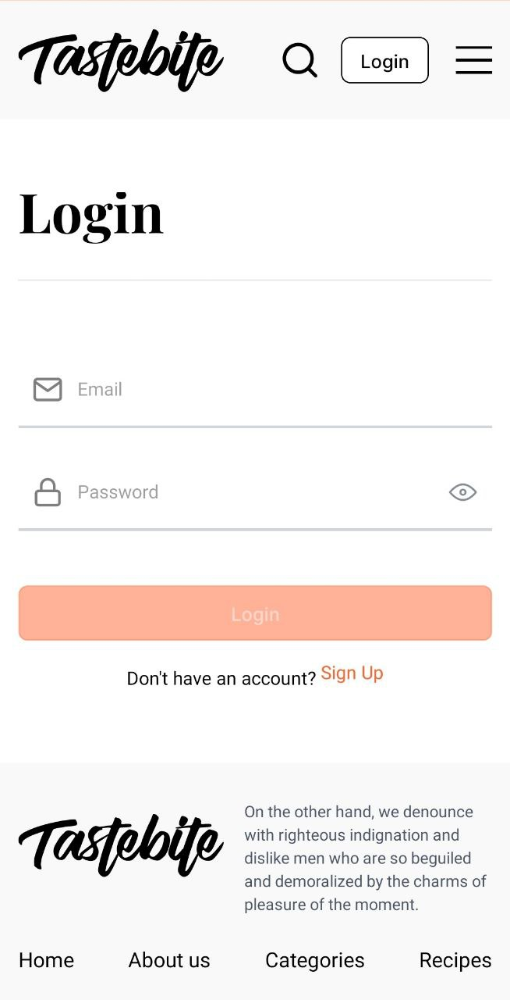 Tastebite
Login
Login
Email
Password
Login
Don't have an account? Sign Up
Tastebite
On the other hand, we denounce
with righteous indignation and
dislike men who are so beguiled
and demoralized by the charms of
pleasure of the moment.
Home About us Categories Recipes